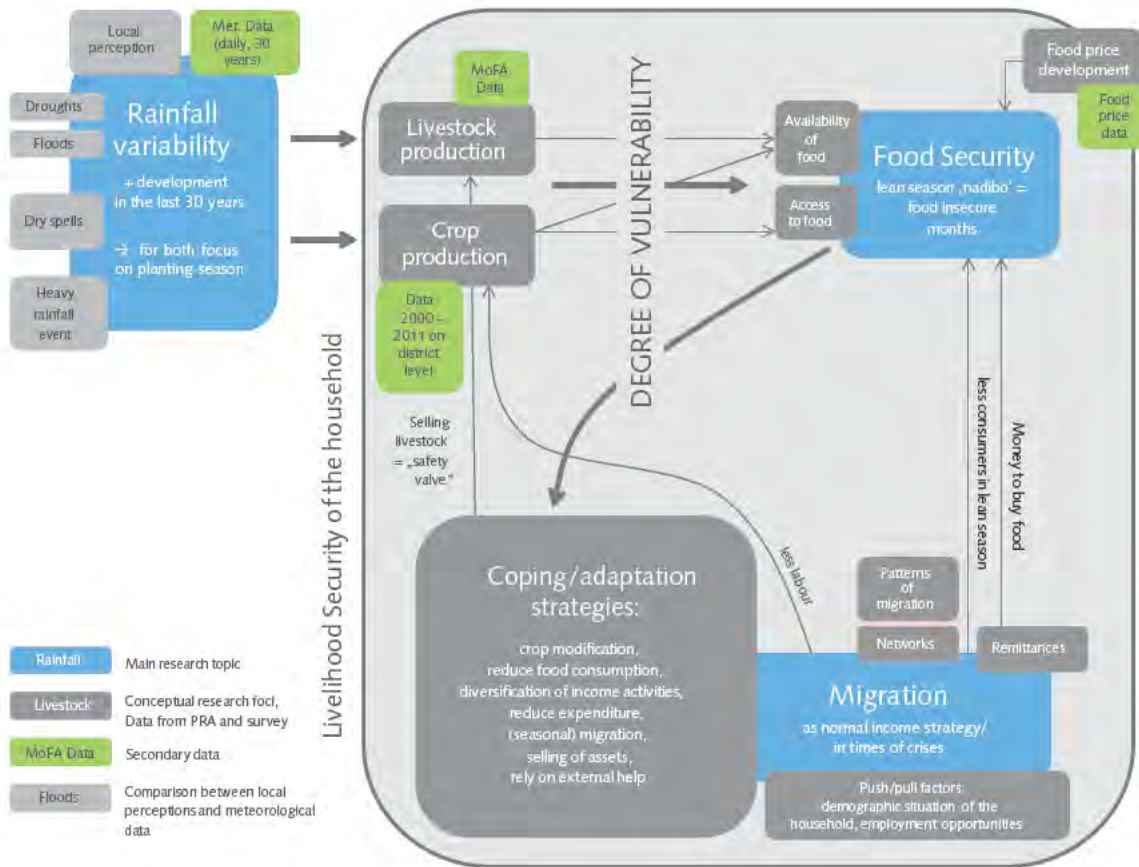 Local
perception
Met. Data
(daily, 30
years)
Droughts
Floods
Dry spells
Heavy
rainfall
event
Rainfall
variability
+ development
in the last 30 years
→ for both focus
on planting-season
Livelihood Security of the household
MoFA
Data
Livestock
production
Crop
production
Data
2000 –
2011 on
district
level
Selling
livestock
= „safety
valve“
DEGREE OF VULNERABILITY
Availability
of food
Access
to food
Food Security
lean season ‚nadibo‘ =
food insecure
months
Food price
development
Food
price
data
less consumers in lean season
Money to buy food
less labour
Coping/adaptation
strategies:
crop modification,
reduce food consumption,
diversification of income activities,
reduce expenditure,
(seasonal) migration,
selling of assets,
rely on external help
Patterns
of
migration
Networks
Remittances
Migration
as normal income strategy/
in times of crises
Push/pull factors
demographic situation of the
household, employment opportunities
Rainfall
Main research topic
Livestock
Conceptual research foci,
Data from PRA and survey
MoFA Data
Secondary data
Floods
Comparison between local
perceptions and meteorological
data